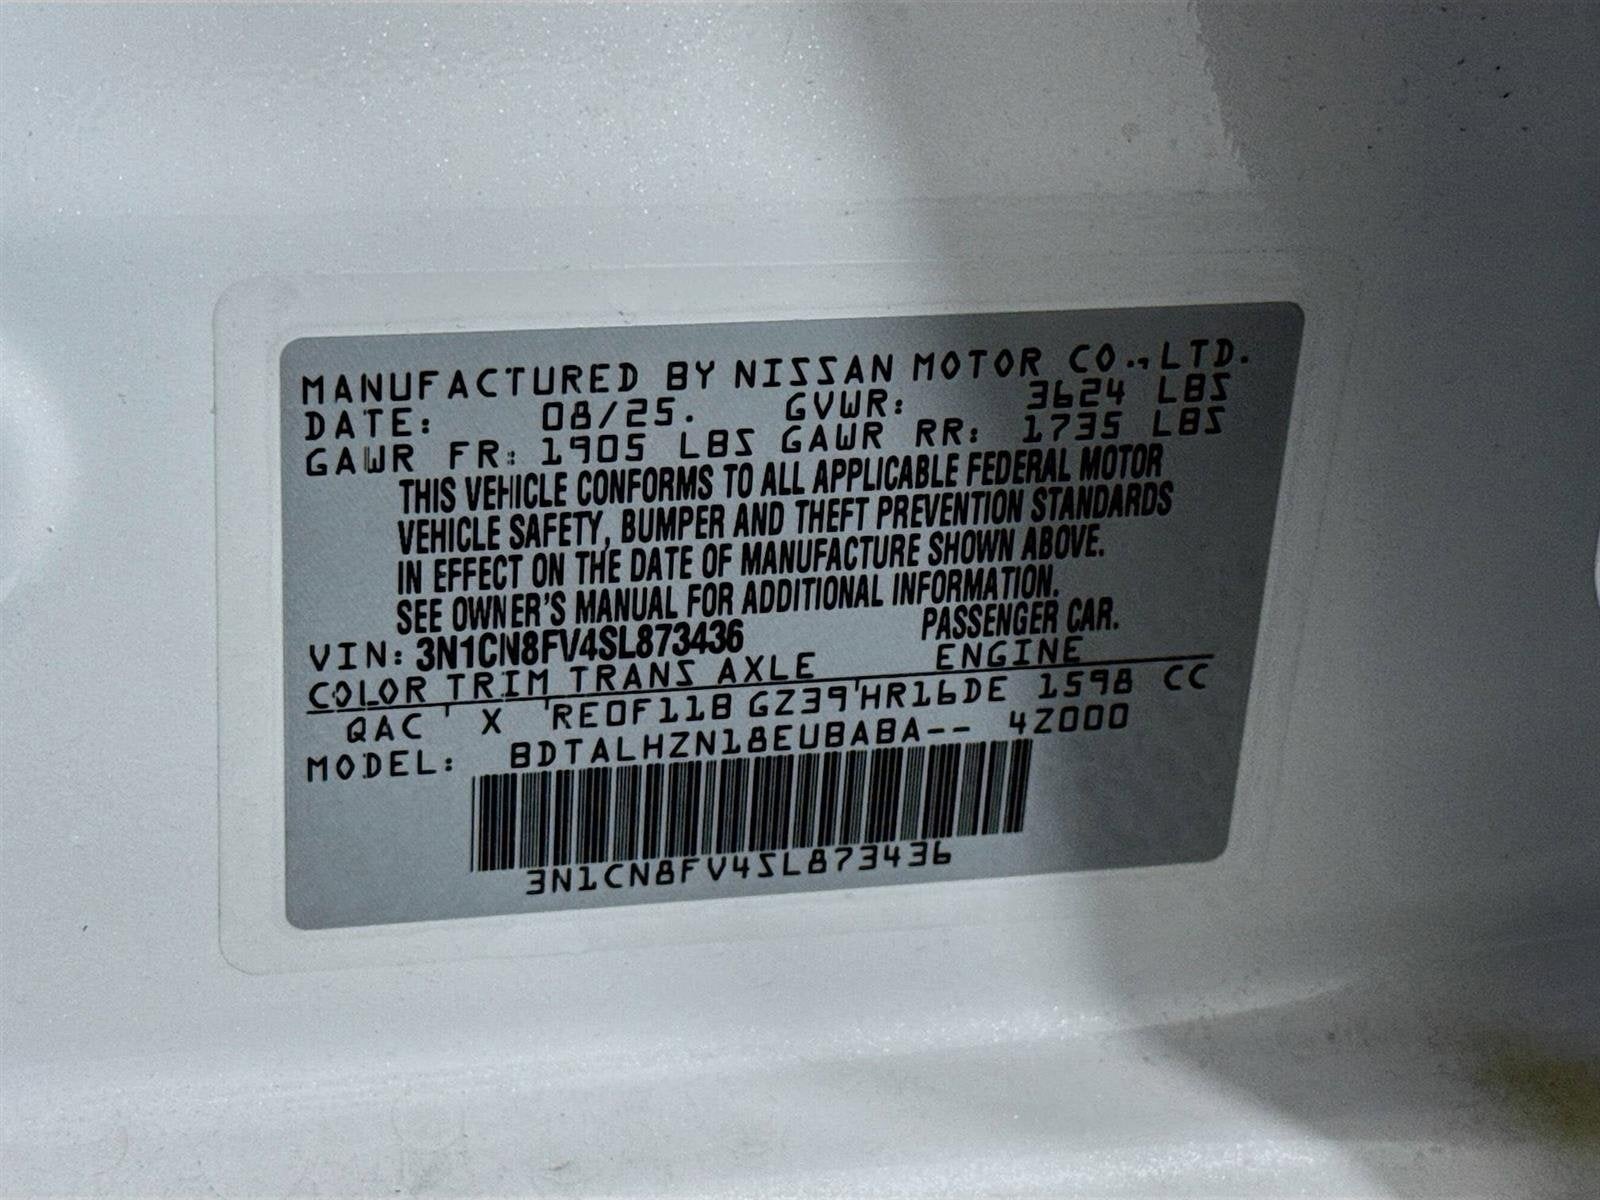 MANUFACTURED BY NISSAN MOTOR CO., LTD.
DATE: 08/25. GVWR: 3624 LBS
GAWR FR: 1905 LBS GAWR RR: 1735 LBS
THIS VEHICLE CONFORMS TO ALL APPLICABLE FEDERAL MOTOR
VEHICLE SAFETY, BUMPER AND THEFT PREVENTION STANDARDS
IN EFFECT ON THE DATE OF MANUFACTURE SHOWN ABOVE.
SEE OWNER'S MANUAL FOR ADDITIONAL INFORMATION.
VIN: 3N1CN8FV4SL873436 PASSENGER CAR.
COLOR TRIM TRANS AXLE ENGINE
QAC X RE0F11B GZ39 HR16DE 1598 CC
MODEL: BDTALHZN18EUBABA-- 4Z000
3N1CN8FV4SL873436